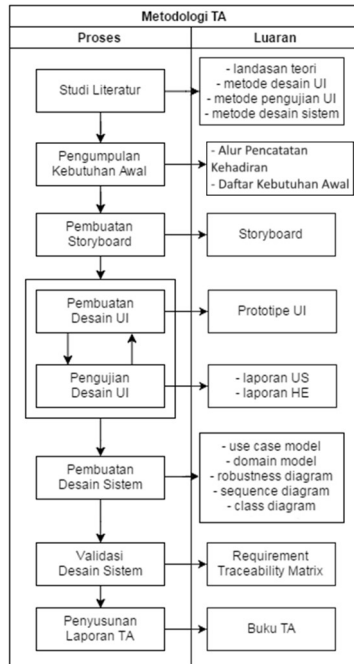 Metodologi TA
Proses
Luaran
Studi Literatur
- landasan teori
- metode desain UI
- metode pengujian UI
- metode desain sistem
Pengumpulan
Kebutuhan Awal
- Alur Pencatatan
Kehadiran
- Daftar Kebutuhan Awal
Pembuatan
Storyboard
Storyboard
Pembuatan
Desain UI
Prototipe UI
Pengujian
Desain UI
- laporan US
- laporan HE
Pembuatan
Desain Sistem
- use case model
- domain model
- robustness diagram
- sequence diagram
- class diagram
Validasi
Desain Sistem
Requirement
Traceability Matrix
Penyusunan
Laporan TA
Buku TA